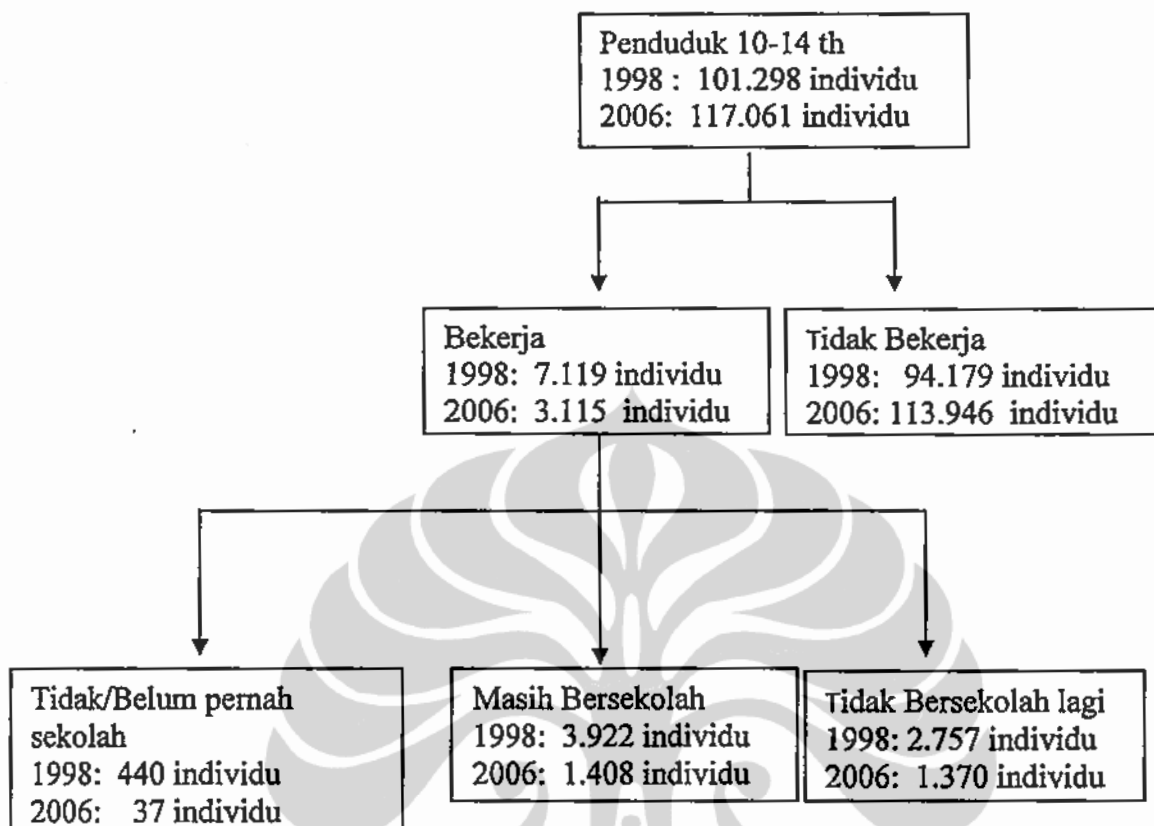 Penduduk 10-14 th
1998 : 101.298 individu
2006: 117.061 individu
Bekerja
1998: 7.119 individu
2006: 3.115 individu
Tidak Bekerja
1998: 94.179 individu
2006: 113.946 individu
Tidak/Belum pernah
sekolah
1998: 440 individu
2006: 37 individu
Masih Bersekolah
1998: 3.922 individu
2006: 1.408 individu
Tidak Bersekolah lagi
1998: 2.757 individu
2006: 1.370 individu